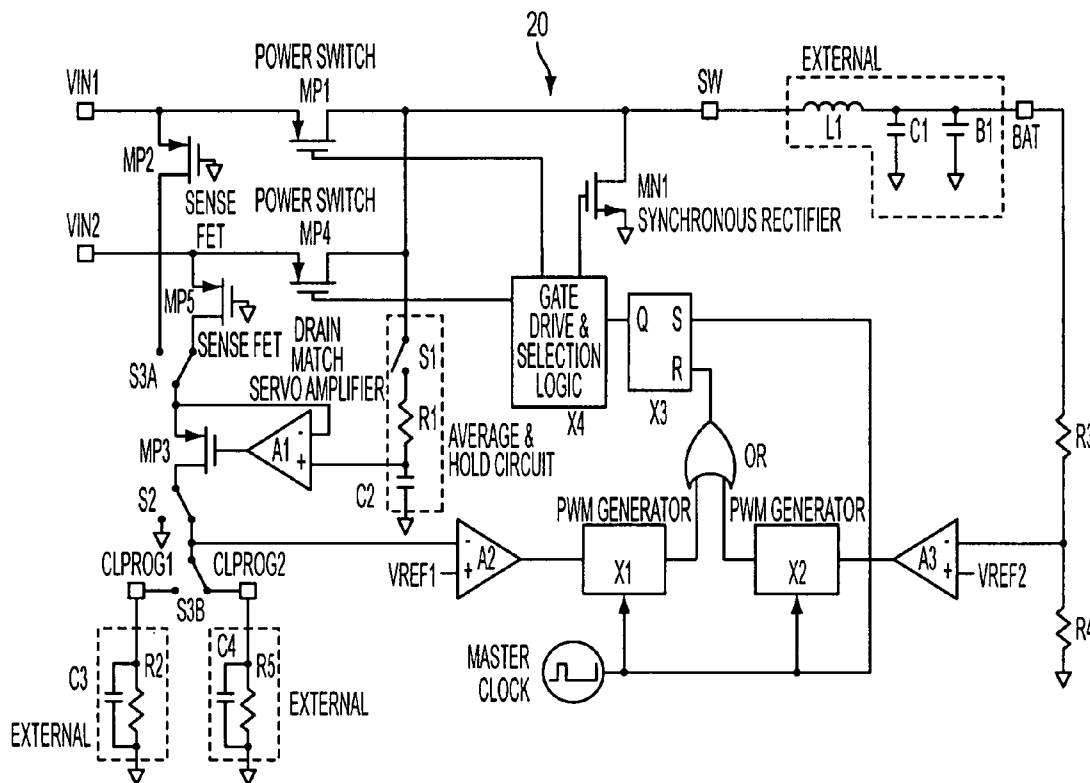 20
POWER SWITCH
MP1
VIN1
SW
EXTERNAL
L1
C1
B1
BAT
MP2
SENSE
FET
POWER SWITCH
MP4
VIN2
MN1
SYNCHRONOUS RECTIFIER
MP5
SENSE FET
DRAIN
MATCH
SERVO AMPLIFIER
GATE
DRIVE &
SELECTION
LOGIC
X4
Q S
R
X3
S3A
S1
R1
AVERAGE &
HOLD CIRCUIT
C2
MP3
A1
- +
OR
R3
S2
PWM GENERATOR
X1
PWM GENERATOR
X2
CLPROG1
CLPROG2
S3B
VREF1
- +
A2
A3
- +
VREF2
R4
C3
R2
EXTERNAL
C4
R5
EXTERNAL
MASTER
CLOCK